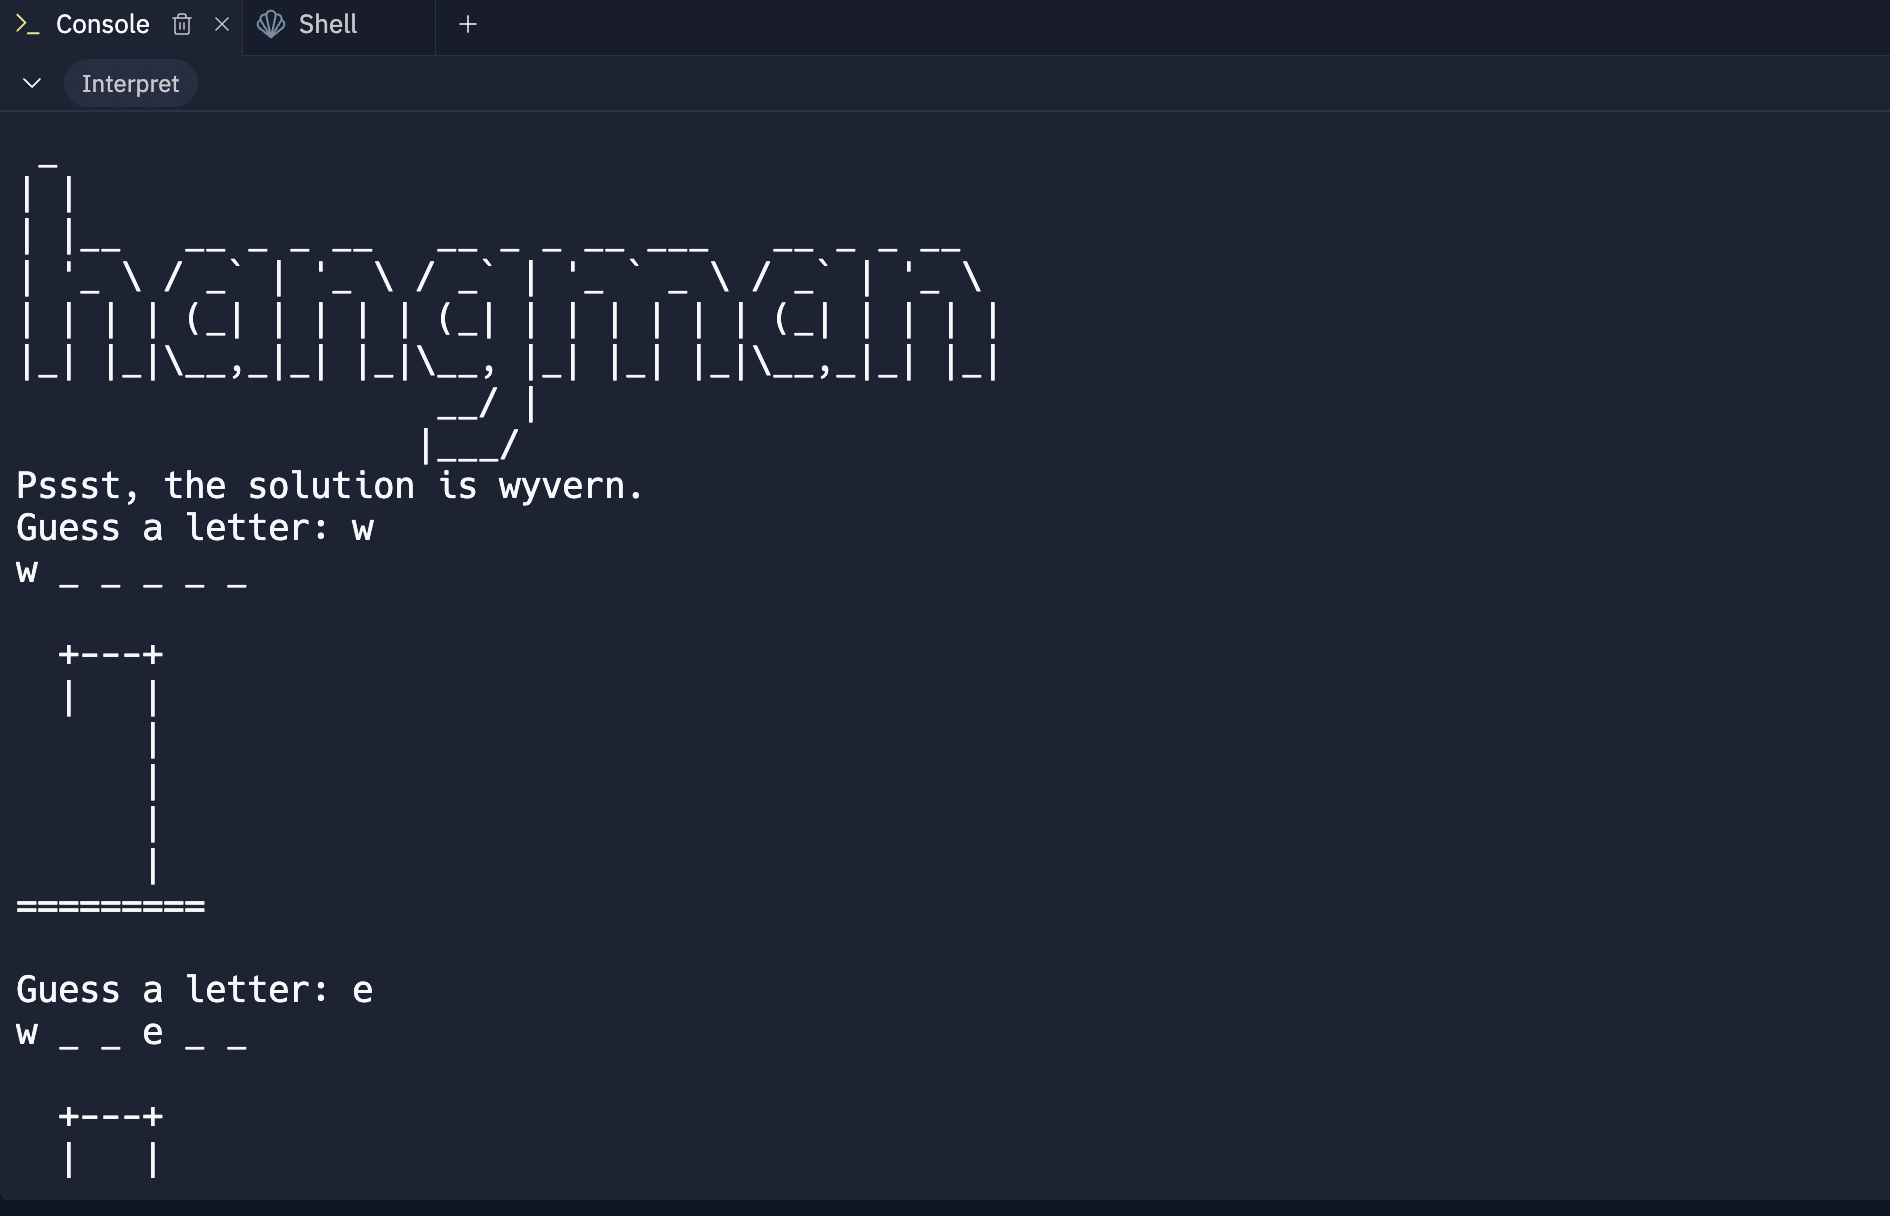 Console
Shell
Interpret
 _
| |
| |__   __ _ _ __   __ _ _ __ ___   __ _ _ __
| '_ \ / _` | '_ \ / _` | '_ ` _ \ / _` | '_ \
| | | | (_| | | | | (_| | | | | | | (_| | | | |
|_| |_|\__,_|_| |_|\__, |_| |_| |_|\__,_|_| |_|
                    __/ |
                   |___/
Pssst, the solution is wyvern.
Guess a letter: w
w _ _ _ _ _
  +---+
  |   |
      |
      |
      |
      |
=========
Guess a letter: e
w _ _ e _ _
  +---+
  |   |